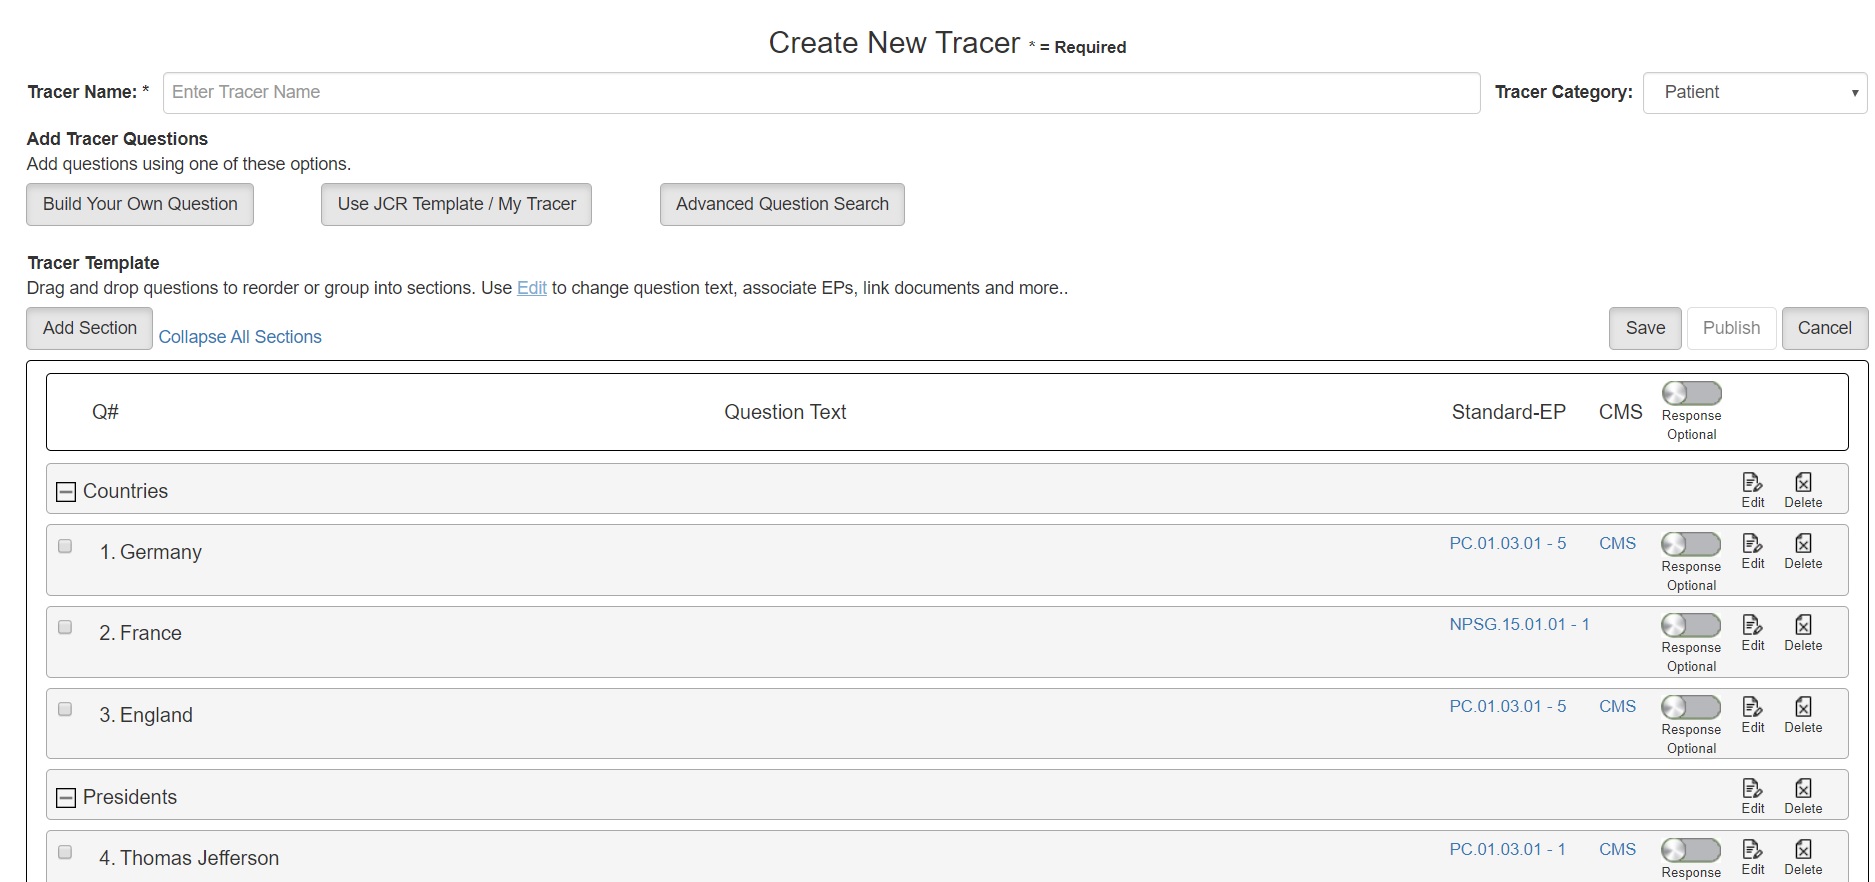 Create New Tracer * = Required
Tracer Name: * Enter Tracer Name Tracer Category: Patient
Add Tracer Questions
Add questions using one of these options.
Build Your Own Question Use JCR Template / My Tracer Advanced Question Search
Tracer Template
Drag and drop questions to reorder or group into sections. Use Edit to change question text, associate EPs, link documents and more..
Add Section Collapse All Sections Save Publish Cancel
Q# Question Text Standard-EP CMS Response Optional
Countries Edit Delete
1. Germany PC.01.03.01 - 5 CMS Response Optional Edit Delete
2. France NPSG.15.01.01 - 1 Response Optional Edit Delete
3. England PC.01.03.01 - 5 CMS Response Optional Edit Delete
Presidents Edit Delete
4. Thomas Jefferson PC.01.03.01 - 1 CMS Response Edit Delete